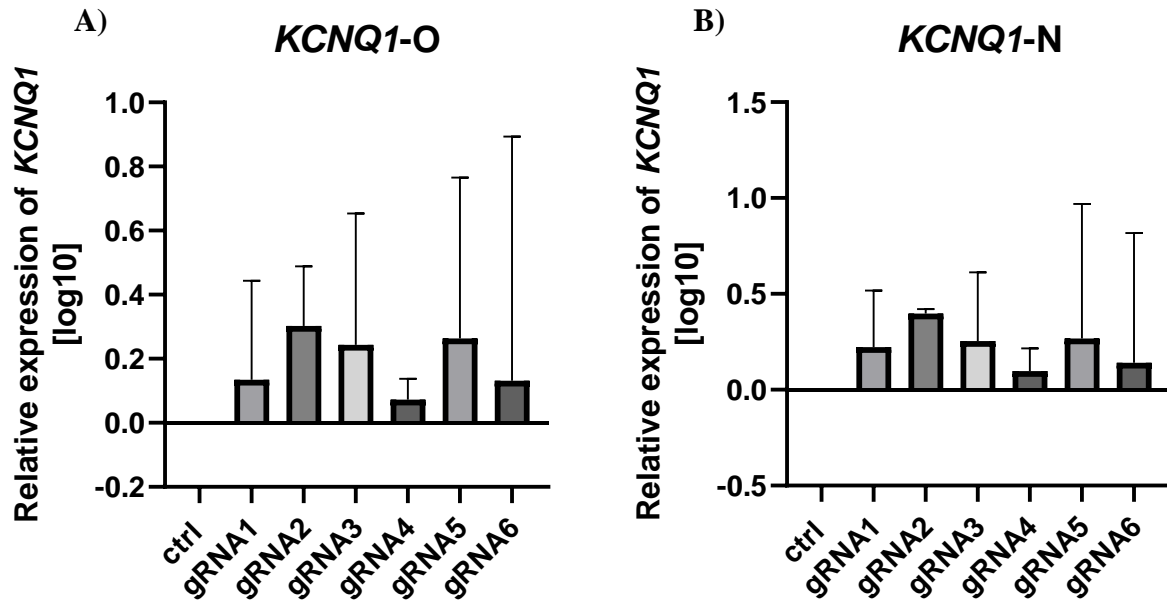 A)
KCNQ1-O
Relative expression of KCNQ1
[log10]
1.0
0.8
0.6
0.4
0.2
0.0
-0.2
ctrl
gRNA1
gRNA2
gRNA3
gRNA4
gRNA5
gRNA6
B)
KCNQ1-N
Relative expression of KCNQ1
[log10]
1.5
1.0
0.5
0.0
-0.5
ctrl
gRNA1
gRNA2
gRNA3
gRNA4
gRNA5
gRNA6